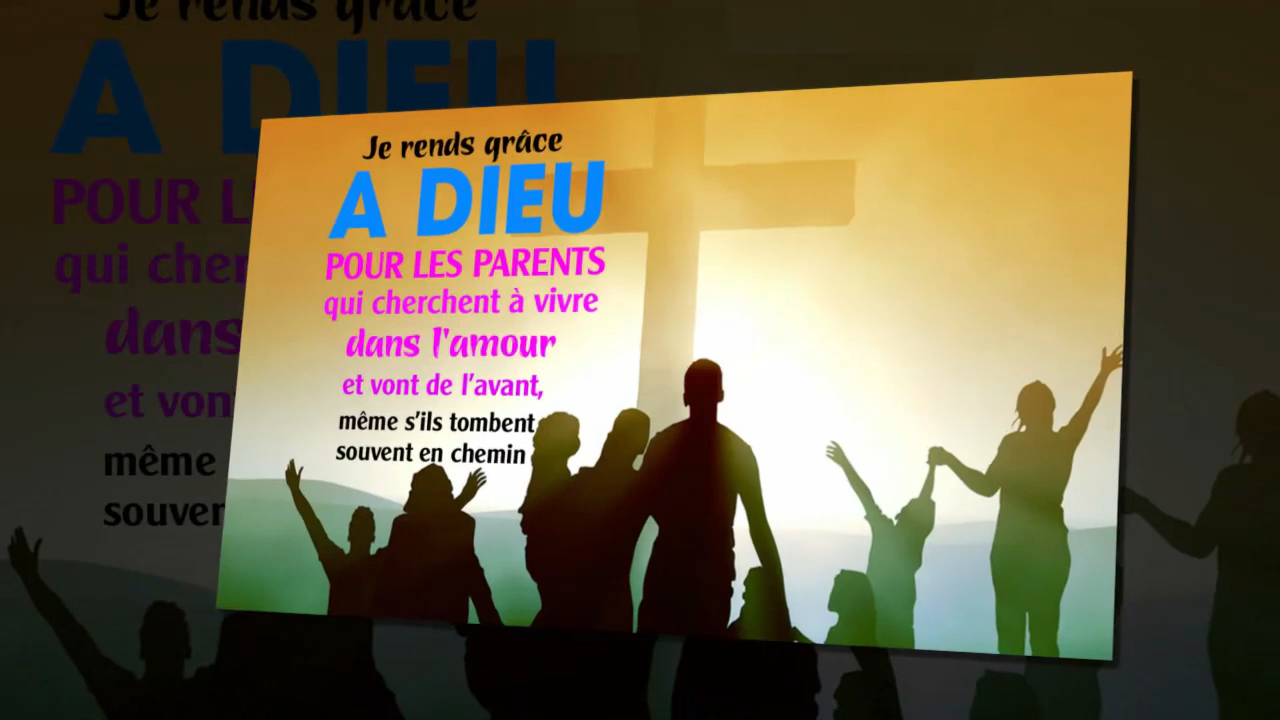 Je rends grâce
A DIEU
POUR LES PARENTS
qui cherchent à vivre
dans l'amour
et vont de l'avant,
même s'ils tombent
souvent en chemin